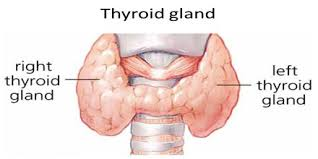 Thyroid gland
right
thyroid
gland
left
thyroid
gland